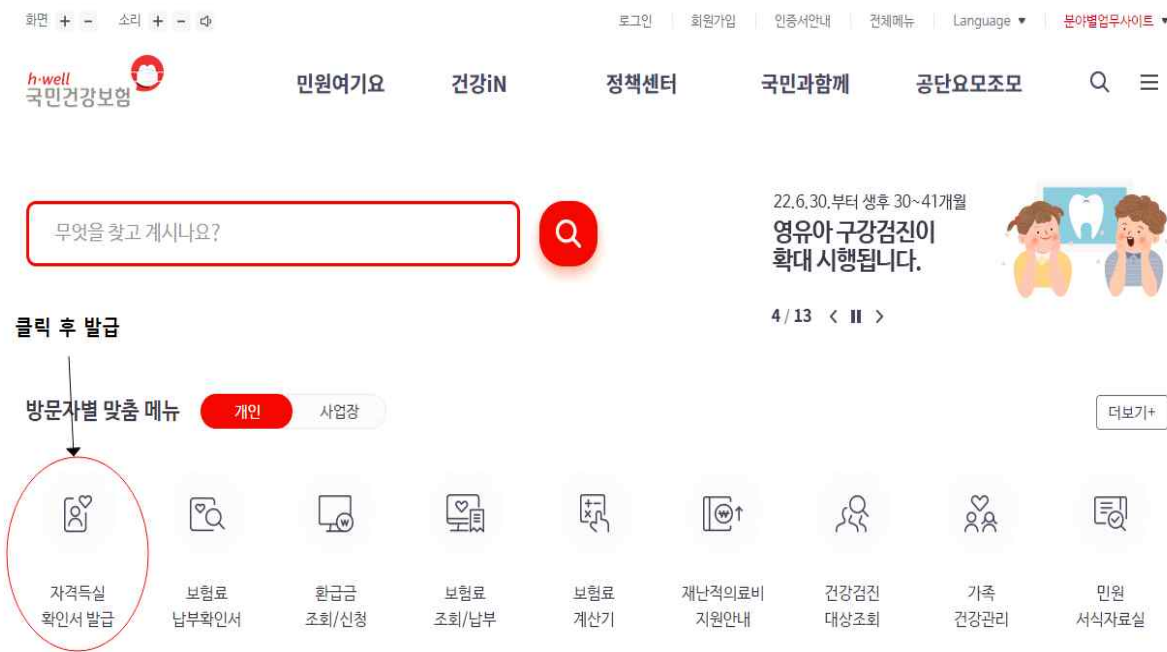 화면 + - 소리 + -
로그인 회원가입 인증서안내 전체메뉴 Language ▼ 분야별업무사이트 ▼
h·well
국민건강보험
민원여기요 건강iN 정책센터 국민과함께 공단요모조모
무엇을 찾고 계시나요?
22.6.30.부터 생후 30~41개월
영유아 구강검진이
확대 시행됩니다.
4 / 13
클릭 후 발급
방문자별 맞춤 메뉴 개인 사업장 더보기+
자격득실
확인서 발급
보험료
납부확인서
환급금
조회/신청
보험료
조회/납부
보험료
계산기
재난적의료비
지원안내
건강검진
대상조회
가족
건강관리
민원
서식자료실